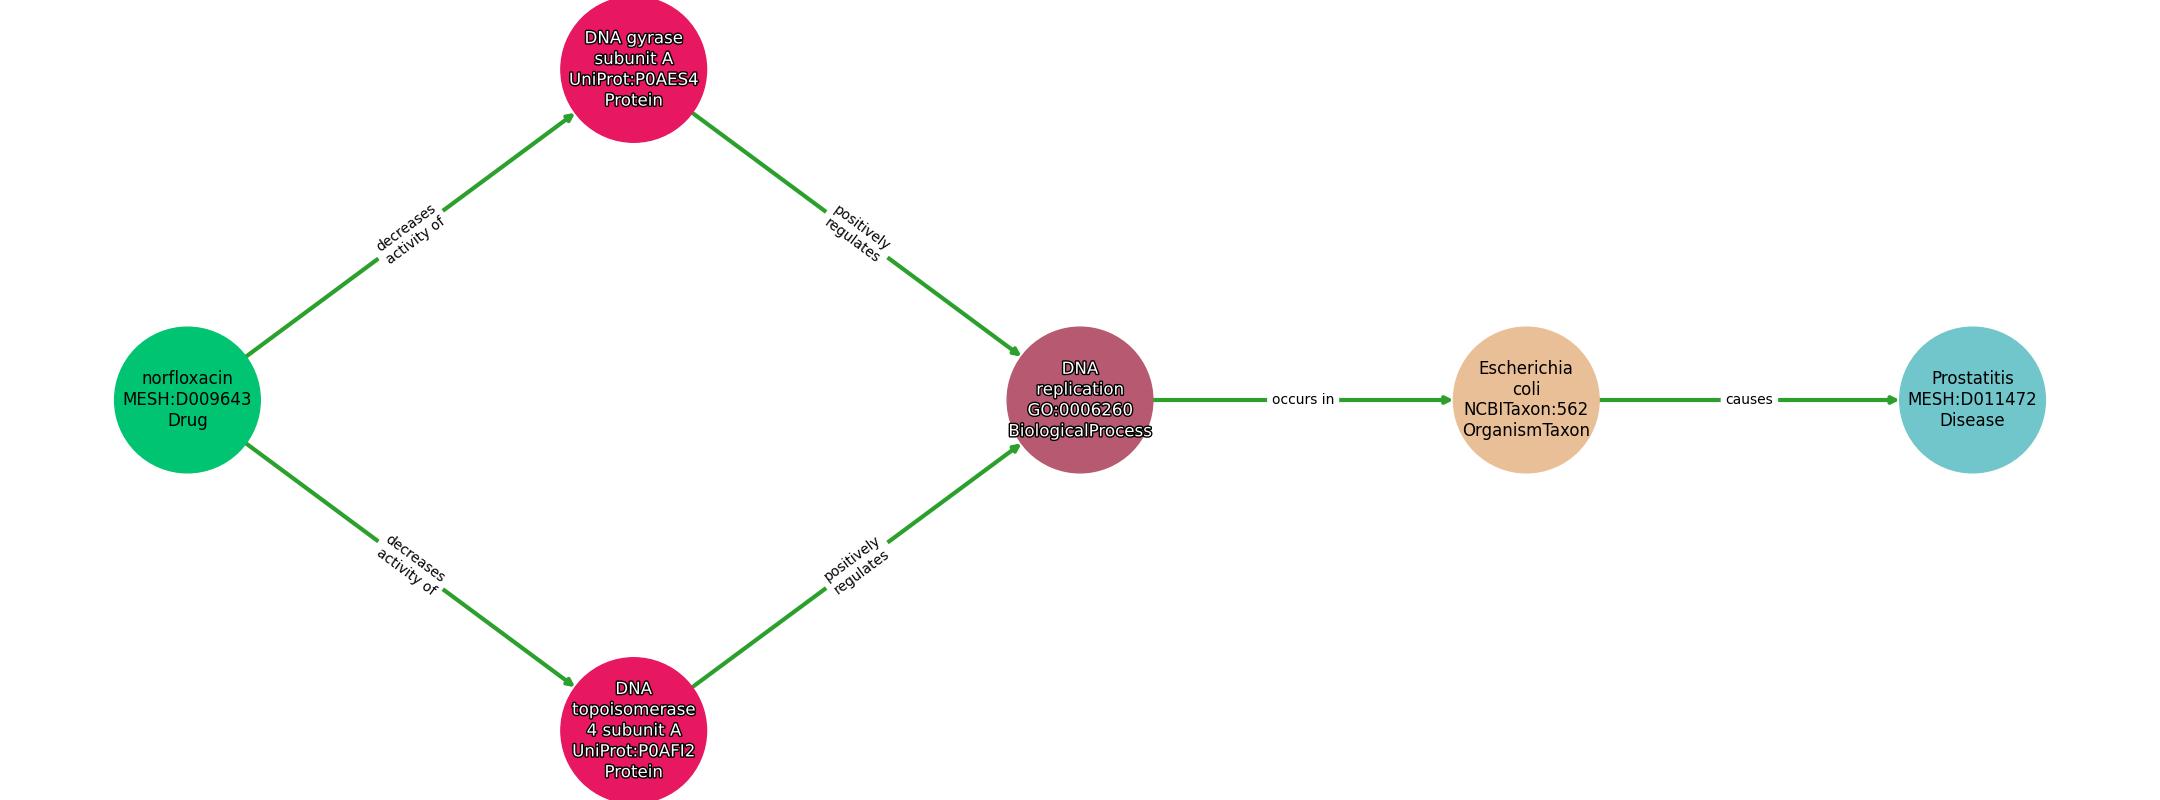 DNA gyrase
subunit A
UniProt:P0AES4
Protein
decreases
activity of
positively
regulates
norfloxacin
MESH:D009643
Drug
DNA
replication
GO:0006260
BiologicalProcess
occurs in
Escherichia
coli
NCBITaxon:562
OrganismTaxon
causes
Prostatitis
MESH:D011472
Disease
decreases
activity of
positively
regulates
DNA
topoisomerase
4 subunit A
UniProt:P0AFI2
Protein